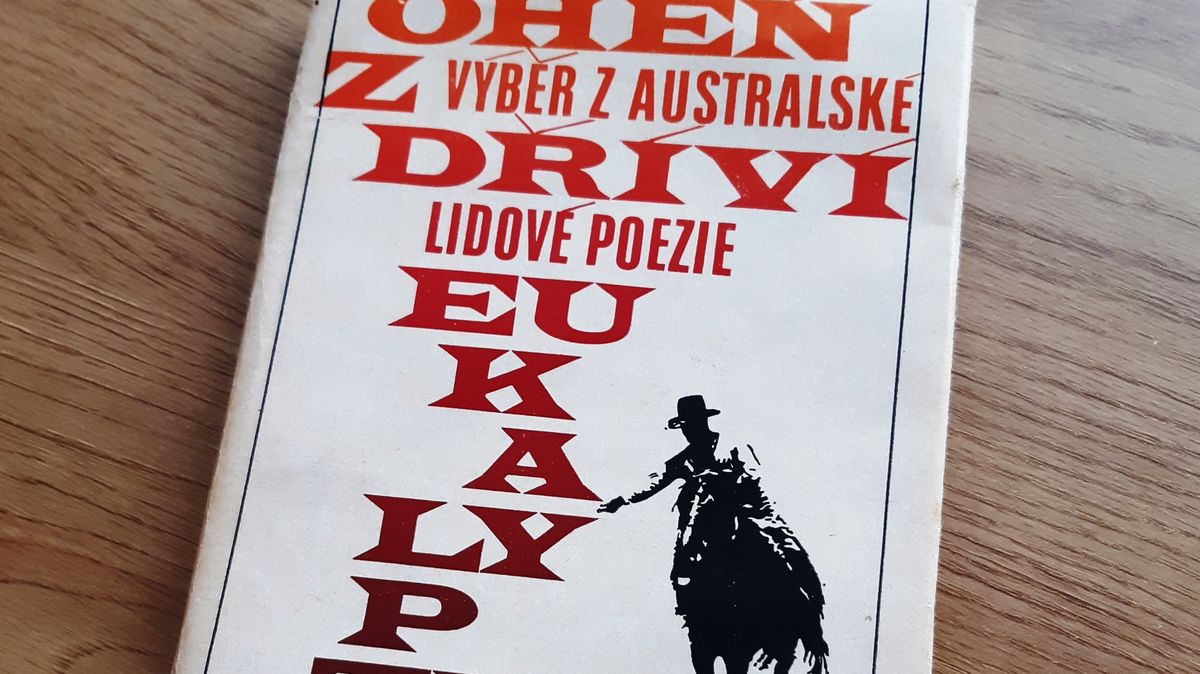 OHEŇ
Z VÝBĚR Z AUSTRALSKÉ
DŘÍVÍ
LIDOVÉ POEZIE
EU
K
A
LY
P